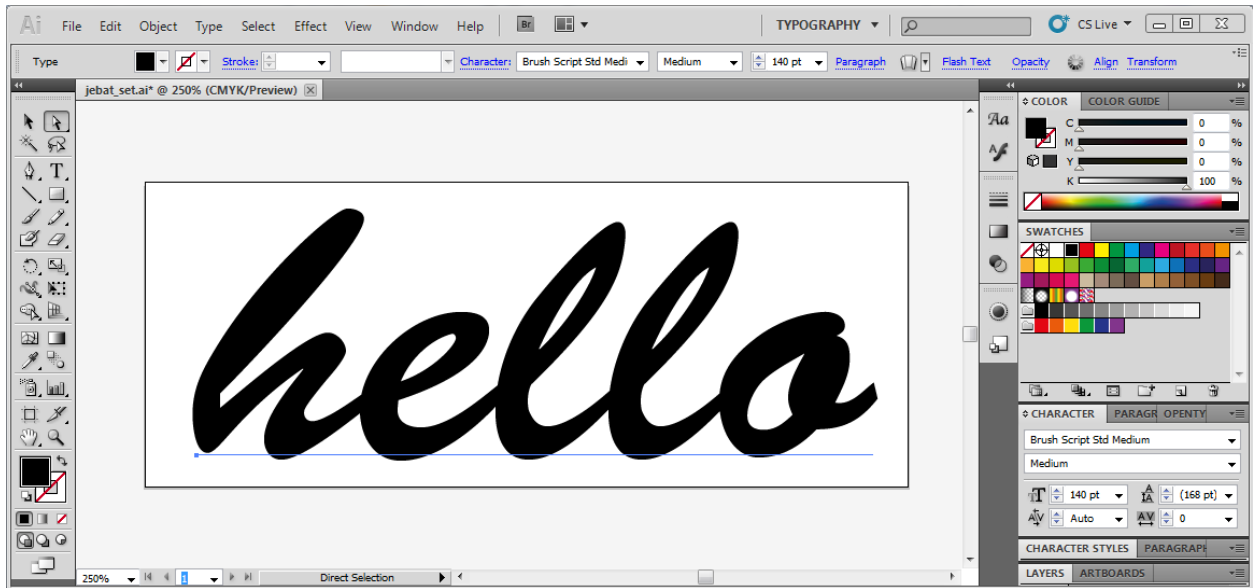 Ai File Edit Object Type Select Effect View Window Help Br TYPOGRAPHY CS Live
Type Stroke: Character: Brush Script Std Medi Medium 140 pt Paragraph Flash Text Opacity Align Transform
jebat_set.ai* @ 250% (CMYK/Preview)
COLOR COLOR GUIDE
C 0 %
M 0 %
Y 0 %
K 100 %
SWATCHES
hello
CHARACTER PARAGR OPENTY
Brush Script Std Medium
Medium
140 pt (168 pt)
Auto 0
CHARACTER STYLES PARAGRAPH
LAYERS ARTBOARDS
250% 1 Direct Selection